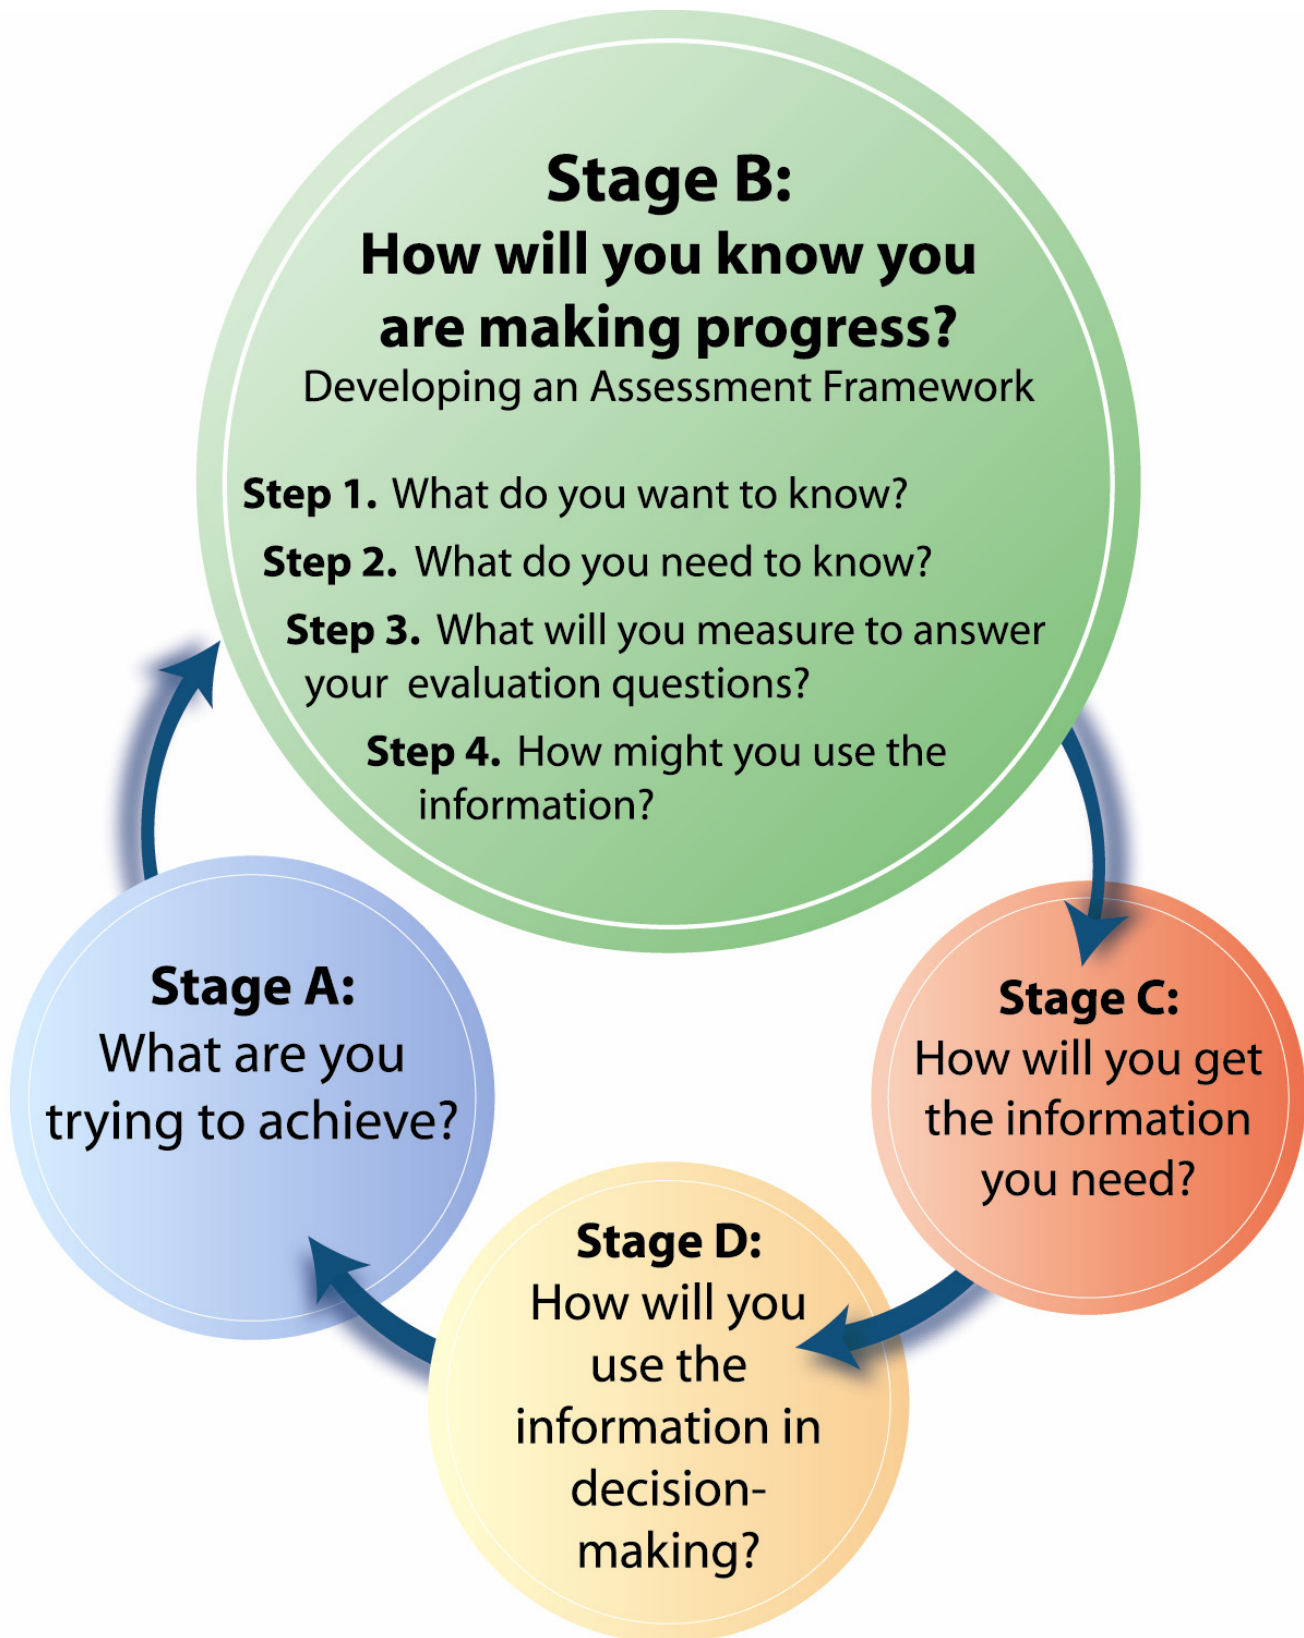 Stage B:
How will you know you
are making progress?
Developing an Assessment Framework
Step 1. What do you want to know?
Step 2. What do you need to know?
Step 3. What will you measure to answer
your evaluation questions?
Step 4. How might you use the
information?
Stage A:
What are you
trying to achieve?
Stage C:
How will you get
the information
you need?
Stage D:
How will you
use the
information in
decision-
making?